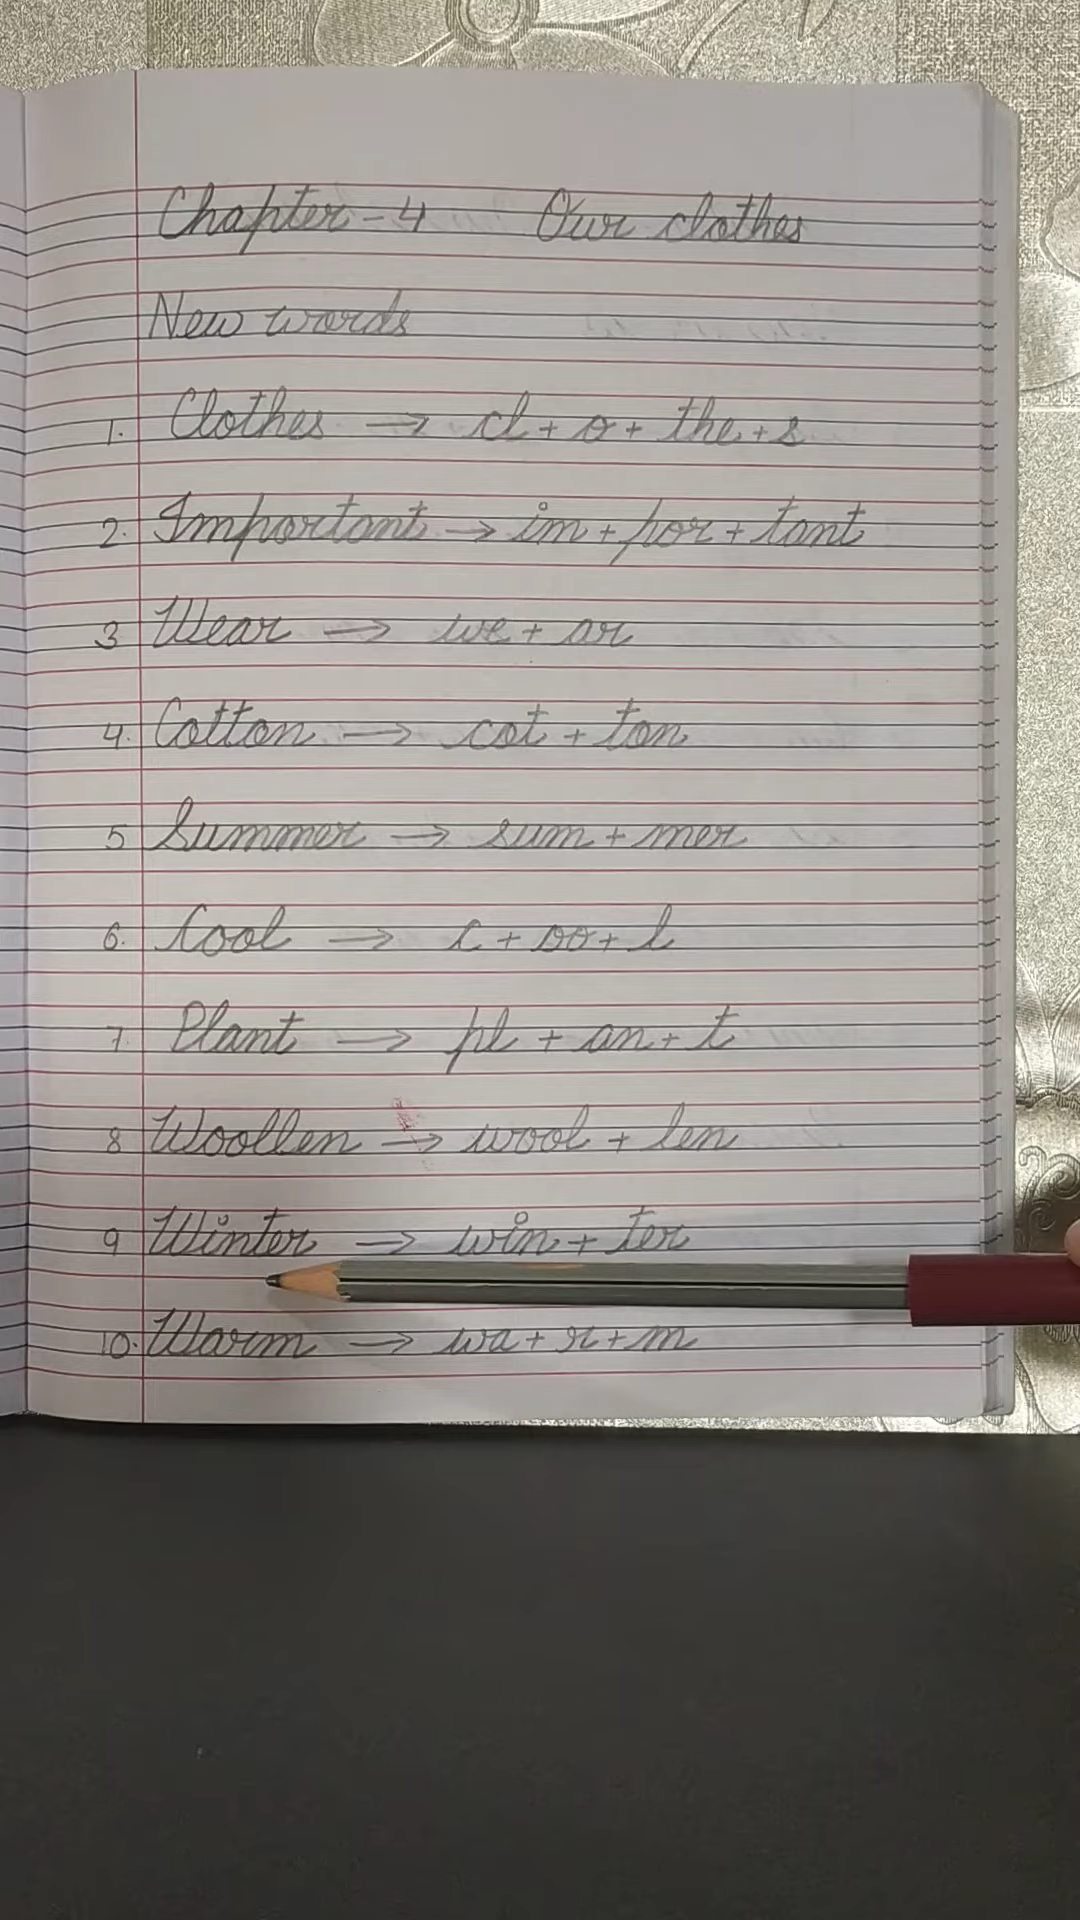 Chapter - 4 Our clothes
New words
1. Clothes → cl + o + the + s
2. Important → im + por + tant
3 Wear → we + ar
4. Cotton → cot + ton
5 Summer → sum + mer
6. Cool → c + oo + l
7. Plant → pl + an + t
8 Woollen → wool + len
9 Winter → win + ter
10. Warm → wa + r + m